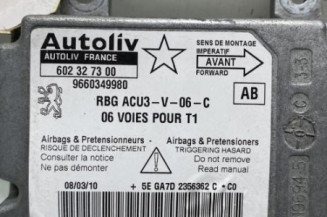 Autoliv
AUTOLIV FRANCE
602 32 73 00
9660349980
SENS DE MONTAGE
IMPERATIF
AVANT
FORWARD
AB
RBG ACU3-V-06-C
06 VOIES POUR T1
Airbags & Pretensionneurs
RISQUE DE DECLENCHEMENT
Consulter la notice
Ne pas démonter
Airbags & Pretensioners
TRIGGERING HAZARD
Do not Manipulate
Read the manual
08/03/10 + 5E GA7D 2356362 C +C0